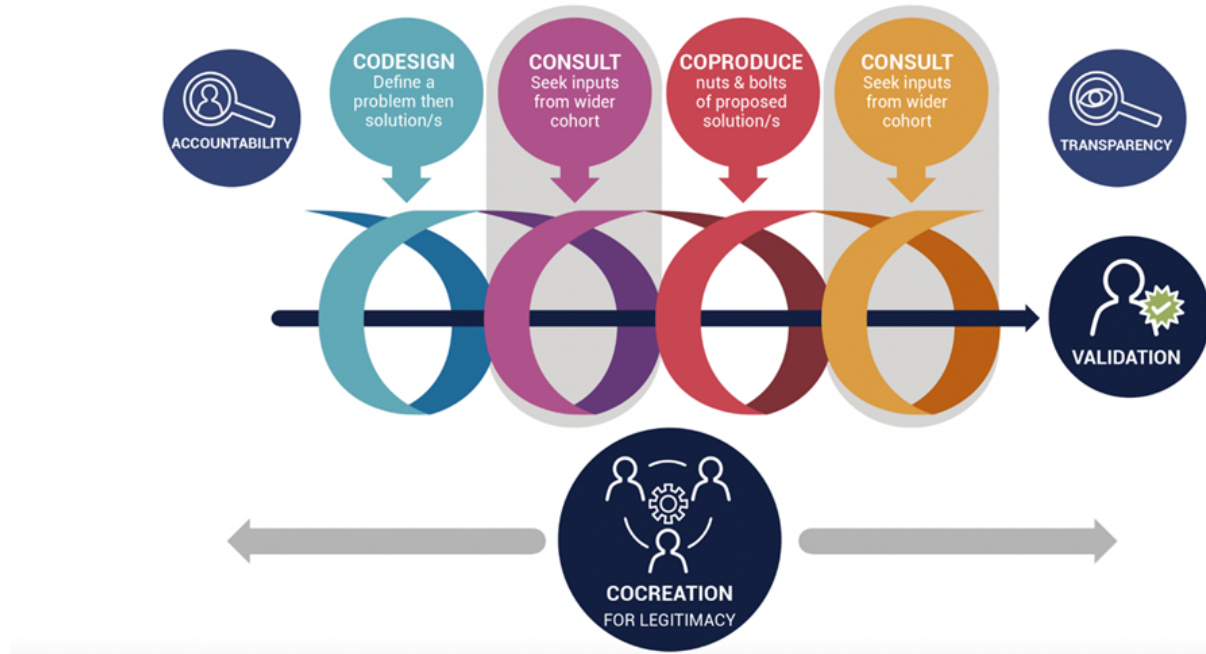 ACCOUNTABILITY
CODESIGN
Define a
problem then
solution/s
CONSULT
Seek inputs
from wider
cohort
COPRODUCE
nuts & bolts
of proposed
solution/s
CONSULT
Seek inputs
from wider
cohort
TRANSPARENCY
VALIDATION
COCREATION
FOR LEGITIMACY